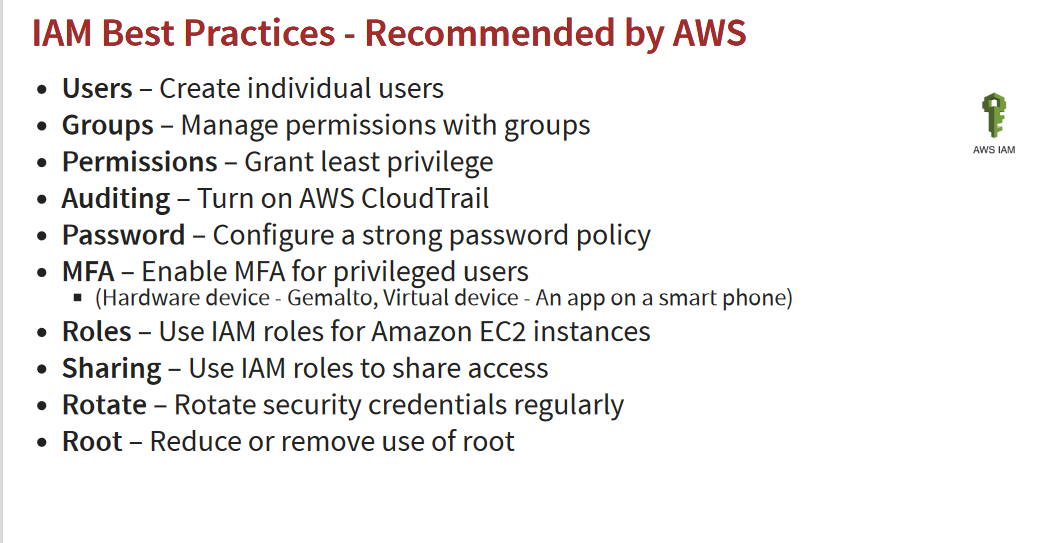 IAM Best Practices - Recommended by AWS
• Users – Create individual users
• Groups – Manage permissions with groups
• Permissions – Grant least privilege
• Auditing – Turn on AWS CloudTrail
• Password – Configure a strong password policy
• MFA – Enable MFA for privileged users
▪ (Hardware device - Gemalto, Virtual device - An app on a smart phone)
• Roles – Use IAM roles for Amazon EC2 instances
• Sharing – Use IAM roles to share access
• Rotate – Rotate security credentials regularly
• Root – Reduce or remove use of root
AWS IAM